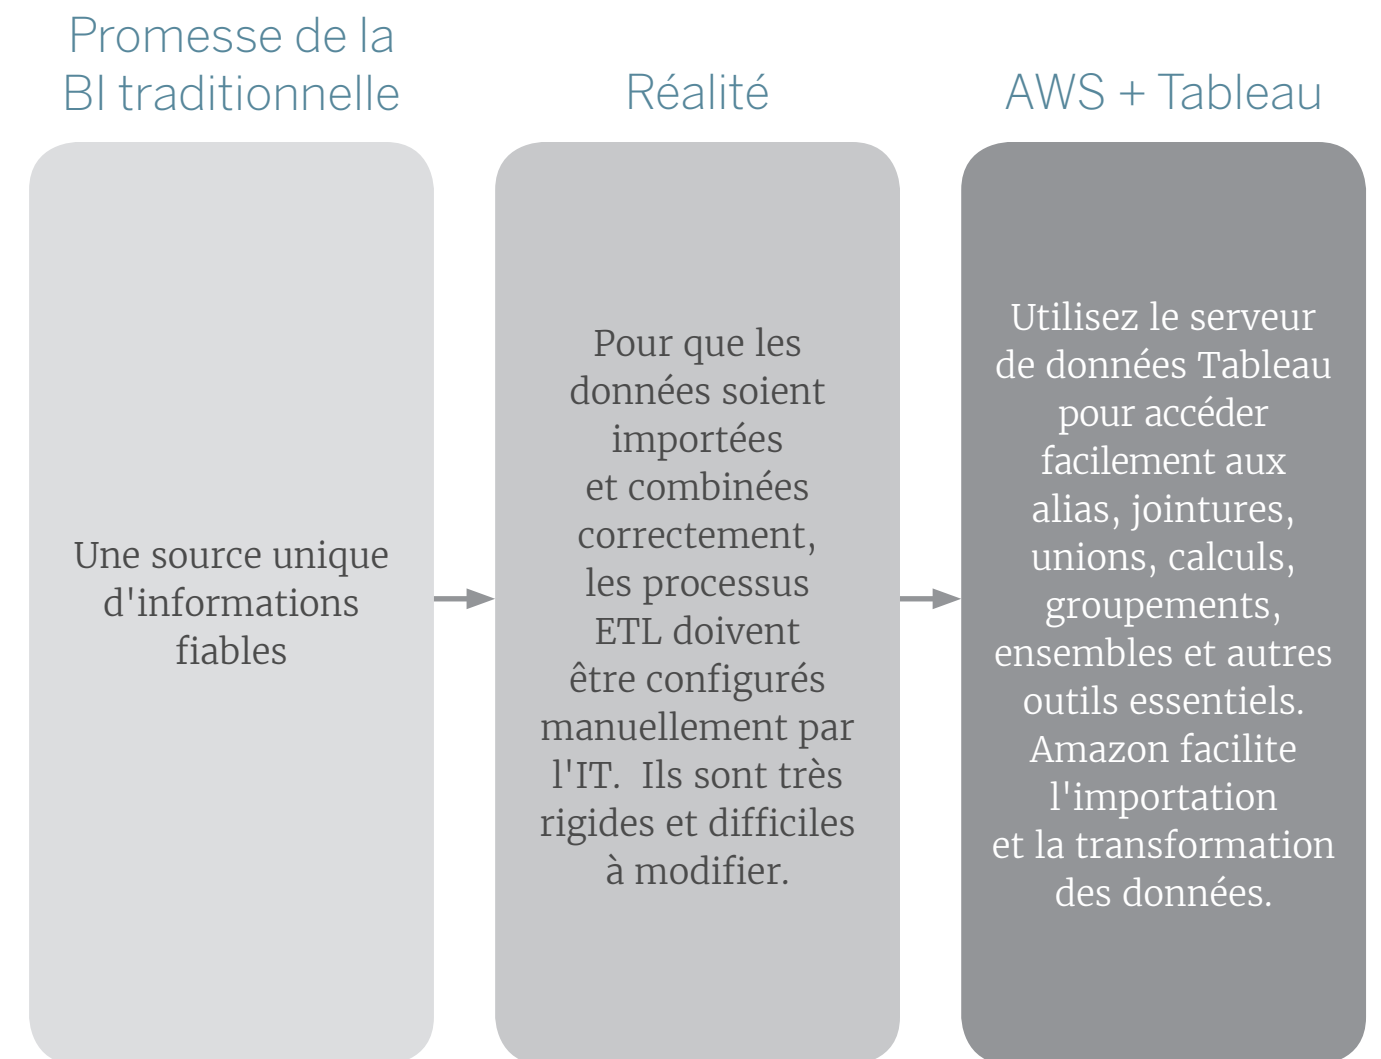 Promesse de la
BI traditionnelle
Une source unique
d'informations
fiables
Réalité
Pour que les
données soient
importées
et combinées
correctement,
les processus
ETL doivent
être configurés
manuellement par
l'IT.  Ils sont très
rigides et difficiles
à modifier.
AWS + Tableau
Utilisez le serveur
de données Tableau
pour accéder
facilement aux
alias, jointures,
unions, calculs,
groupements,
ensembles et autres
outils essentiels.
Amazon facilite
l'importation
et la transformation
des données.